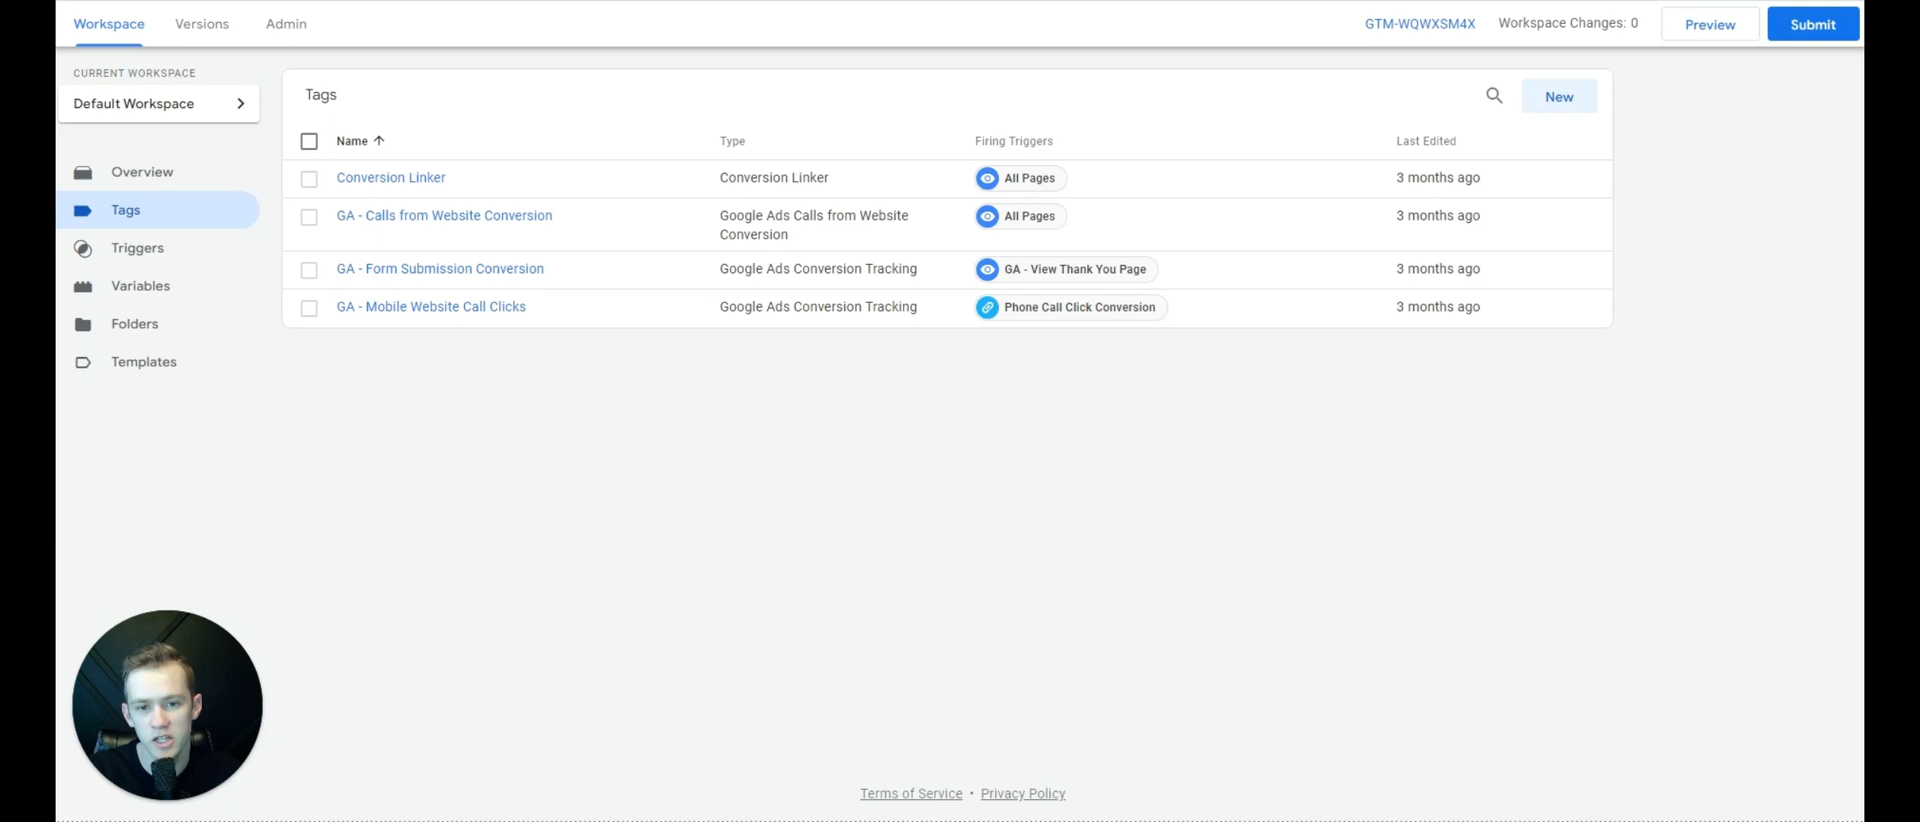 Workspace Versions Admin GTM-WQWXSM4X Workspace Changes: 0 Preview Submit
CURRENT WORKSPACE
Default Workspace
Overview
Tags
Triggers
Variables
Folders
Templates
Tags New
Name Type Firing Triggers Last Edited
Conversion Linker Conversion Linker All Pages 3 months ago
GA - Calls from Website Conversion Google Ads Calls from Website All Pages 3 months ago
Conversion
GA - Form Submission Conversion Google Ads Conversion Tracking GA - View Thank You Page 3 months ago
GA - Mobile Website Call Clicks Google Ads Conversion Tracking Phone Call Click Conversion 3 months ago
Terms of Service • Privacy Policy